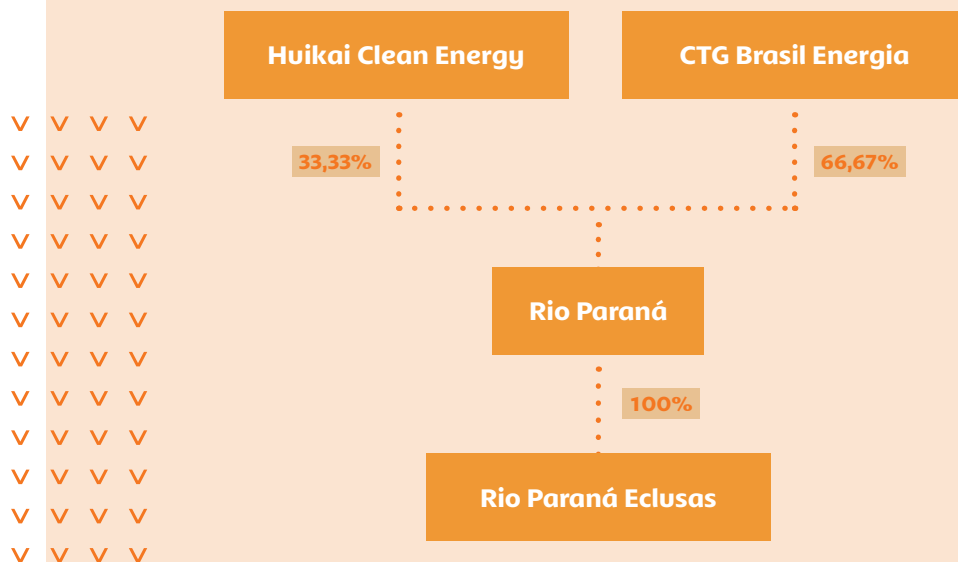 Huikai Clean Energy
CTG Brasil Energia
33,33%
66,67%
Rio Paraná
100%
Rio Paraná Eclusas